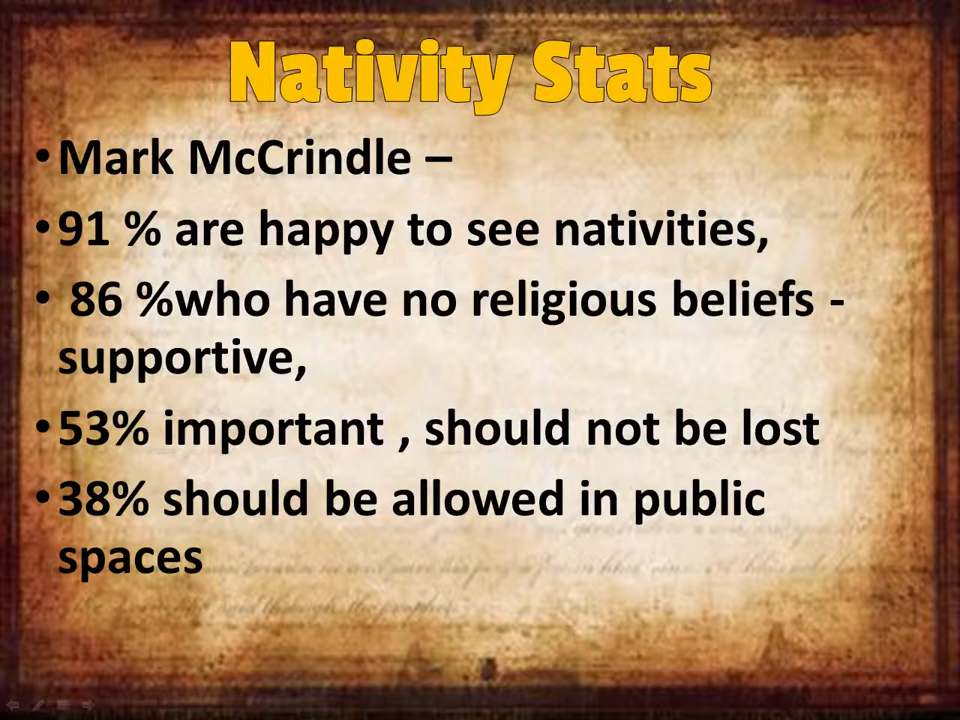 Nativity Stats
• Mark McCrindle –
• 91 % are happy to see nativities,
• 86 %who have no religious beliefs -
supportive,
• 53% important , should not be lost
• 38% should be allowed in public
spaces